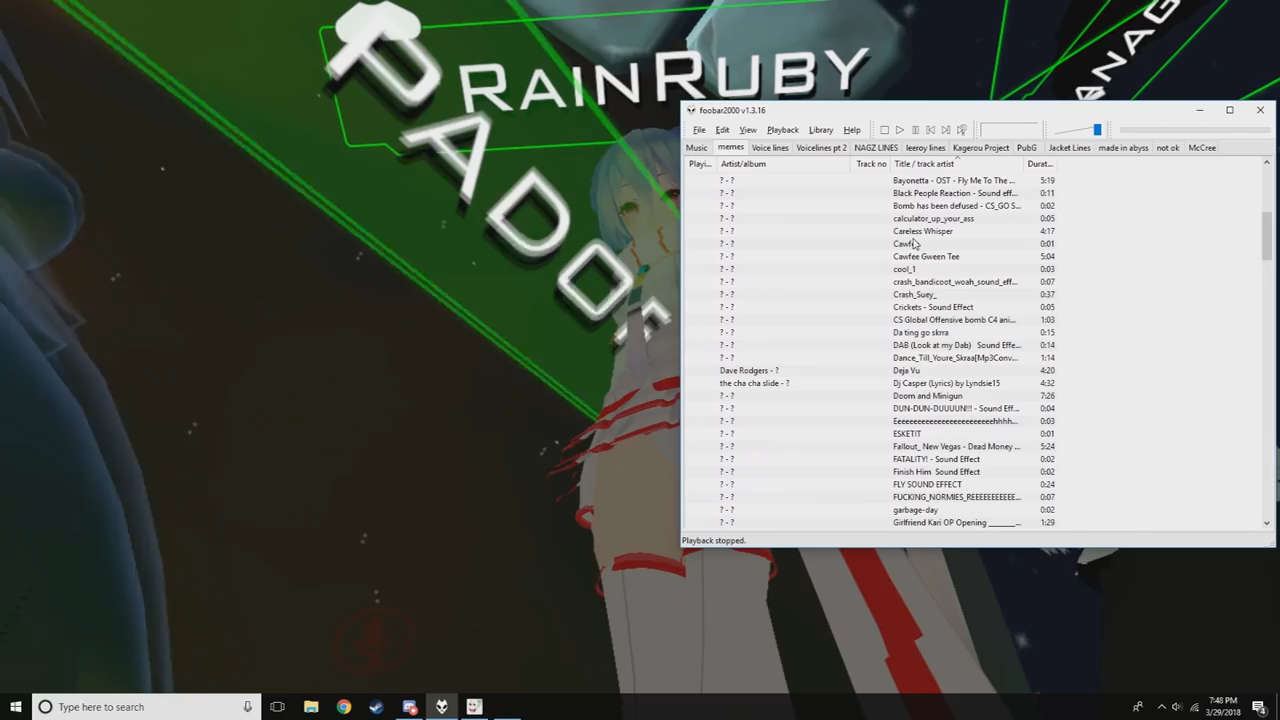 RAINRUBY
PADO
foobar2000 v1.3.16
File Edit View Playback Library Help
Music memes Voice lines Voicelines pt 2 NAGZ LINES leeroy lines Kagerou Project PubG Jacket Lines made in abyss not ok McCree
Playi... Artist/album Track no Title / track artist Durat...
? - ? Bayonetta - OST - Fly Me To The ... 5:19
? - ? Black People Reaction - Sound eff... 0:11
? - ? Bomb has been defused - CS_GO S... 0:02
? - ? calculator_up_your_ass 0:05
? - ? Careless Whisper 4:17
? - ? 0:01
? - ? Cawfee Gween Tee 5:04
? - ? cool_1 0:03
? - ? crash_bandicoot_woah_sound_eff... 0:07
? - ? Crash_Suey_ 0:37
? - ? Crickets - Sound Effect 0:05
? - ? CS Global Offensive bomb C4 ani... 1:03
? - ? Da ting go skrra 0:15
? - ? DAB (Look at my Dab) Sound Effe... 0:14
? - ? Dance_Till_Youre_Skraa[Mp3Conv... 1:14
Dave Rodgers - ? Deja Vu 4:20
the cha cha slide - ? Dj Casper (Lyrics) by Lyndsie15 4:32
? - ? Doom and Minigun 7:26
? - ? DUN-DUN-DUUUUN!!! - Sound Eff... 0:04
? - ? 0:03
? - ? ESKETIT 0:01
? - ? Fallout_ New Vegas - Dead Money ... 5:24
? - ? FATALITY! - Sound Effect 0:02
? - ? Finish Him Sound Effect 0:02
? - ? FLY SOUND EFFECT 0:24
? - ? FUCKING_NORMIES_REEEEEEEEEEE... 0:07
? - ? garbage-day 0:02
? - ? Girlfriend Kari OP Opening _______... 1:29
Playback stopped.
Type here to search
7:48 PM
3/29/2018
4